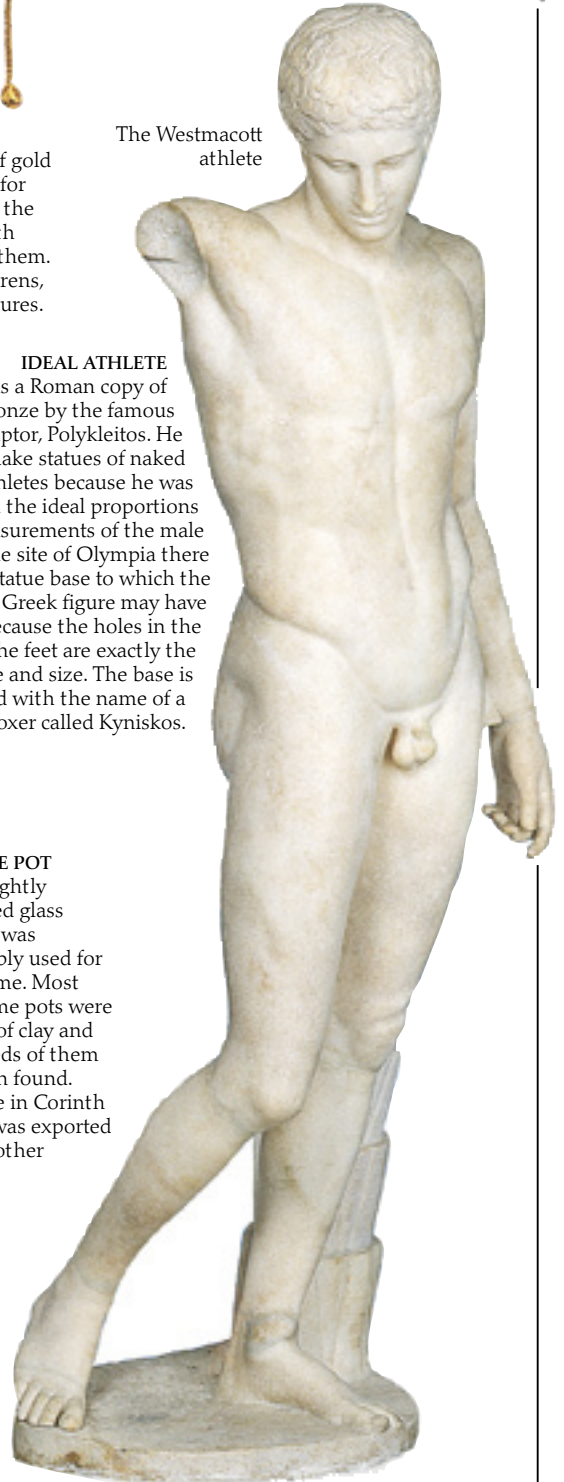 The Westmacott
athlete
f gold
for
the
th
them.
rens,
ures.
IDEAL ATHLETE
s a Roman copy of
onze by the famous
ptor, Polykleitos. He
ake statues of naked
hletes because he was
the ideal proportions
surements of the male
e site of Olympia there
tatue base to which the
Greek figure may have
ecause the holes in the
he feet are exactly the
e and size. The base is
d with the name of a
oxer called Kyniskos.
E POT
ghtly
ed glass
was
bly used for
me. Most
me pots were
of clay and
eds of them
n found.
e in Corinth
was exported
other